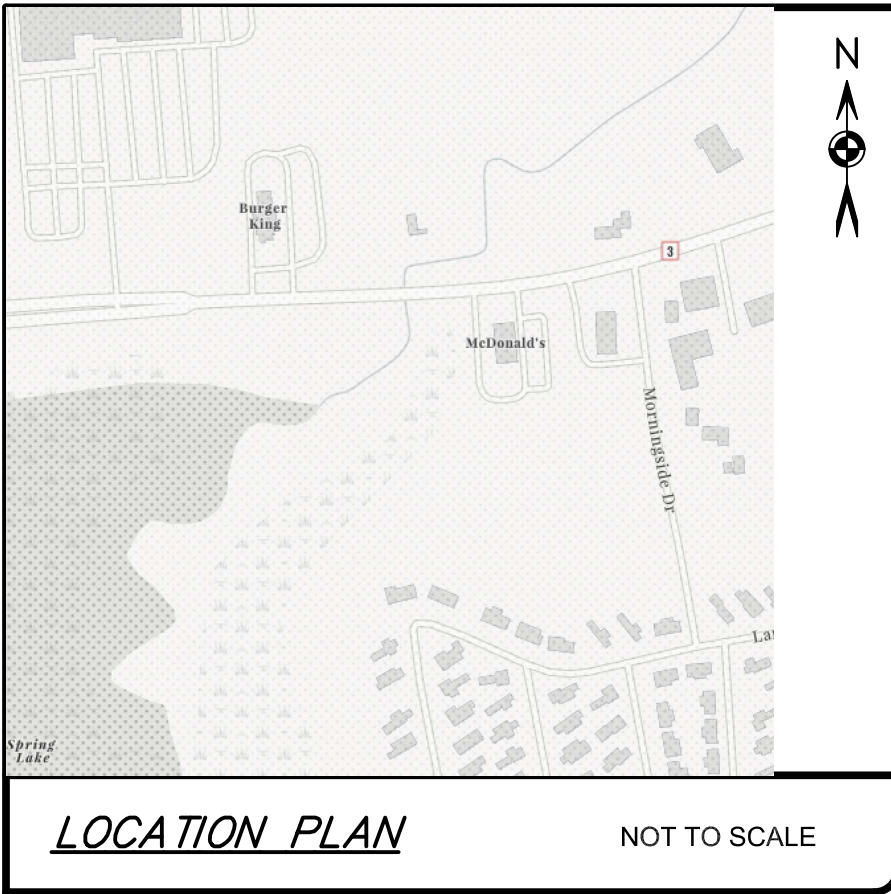 N
Burger
King
3
McDonald's
Morningside Dr
Spring
Lake
LOCATION PLAN
NOT TO SCALE